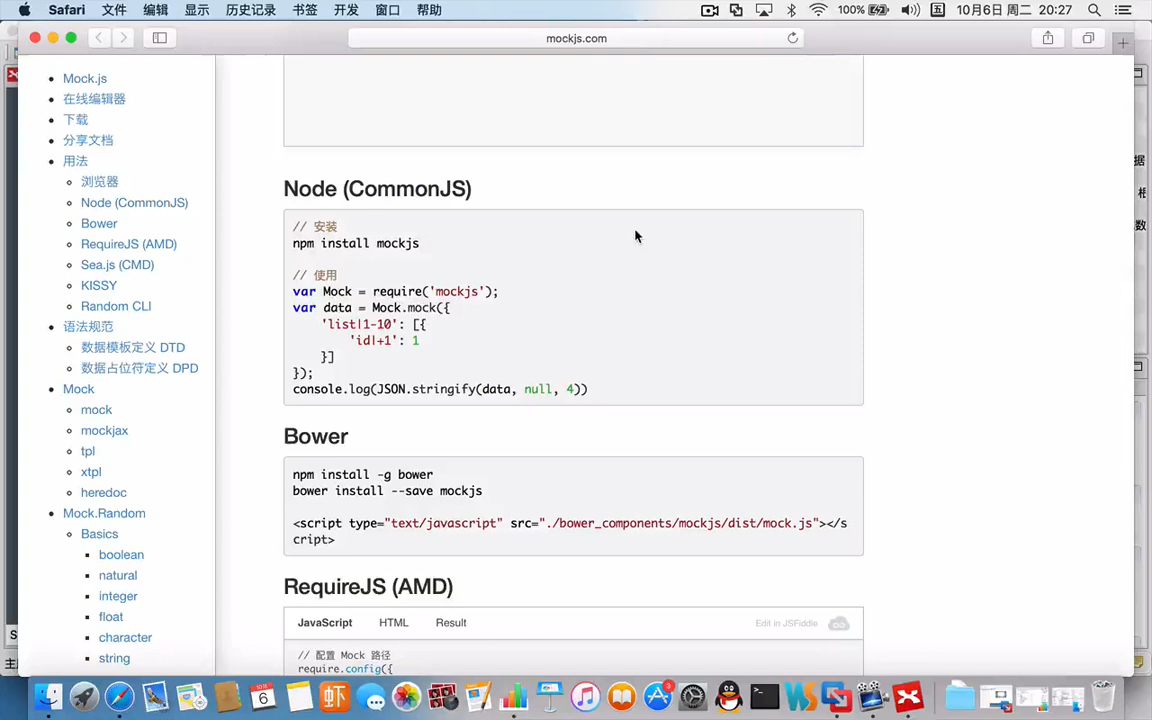 Safari 文件 编辑 显示 历史记录 书签 开发 窗口 帮助 100% 五 10月6日 周二 20:27
mockjs.com
Mock.js
在线编辑器
下载
分享文档
用法
浏览器
Node (CommonJS)
Bower
RequireJS (AMD)
Sea.js (CMD)
KISSY
Random CLI
语法规范
数据模板定义 DTD
数据占位符定义 DPD
Mock
mock
mockjax
tpl
xtpl
heredoc
Mock.Random
Basics
boolean
natural
integer
float
character
string
Node (CommonJS)
// 安装
npm install mockjs
// 使用
var Mock = require('mockjs');
var data = Mock.mock({
'list|1-10': [{
'id|+1': 1
}]
});
console.log(JSON.stringify(data, null, 4))
Bower
npm install -g bower
bower install --save mockjs
<script type="text/javascript" src="./bower_components/mockjs/dist/mock.js"></s
cript>
RequireJS (AMD)
JavaScript HTML Result Edit in JSFiddle
// 配置 Mock 路径
require.config({
据
数
S
主
6
虾
3